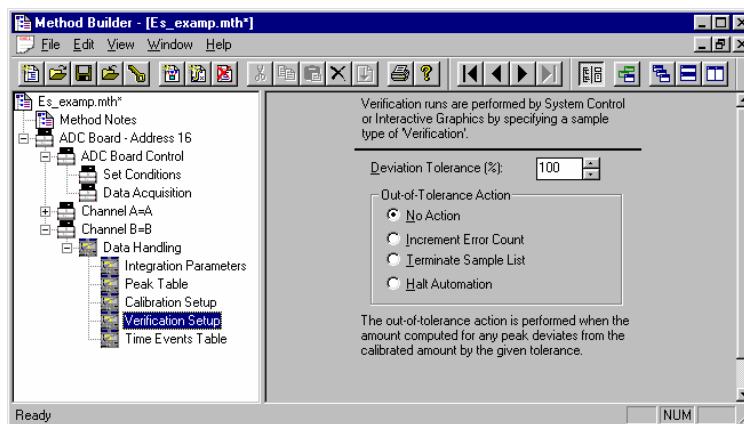 Method Builder - [Es_examp.mth*]
File Edit View Window Help
Es_examp.mth*
Method Notes
ADC Board - Address 16
ADC Board Control
Set Conditions
Data Acquisition
Channel A=A
Channel B=B
Data Handling
Integration Parameters
Peak Table
Calibration Setup
Verification Setup
Time Events Table
Verification runs are performed by System Control
or Interactive Graphics by specifying a sample
type of 'Verification'.
Deviation Tolerance (%): 100
Out-of-Tolerance Action
No Action
Increment Error Count
Terminate Sample List
Halt Automation
The out-of-tolerance action is performed when the
amount computed for any peak deviates from the
calibrated amount by the given tolerance.
Ready
NUM